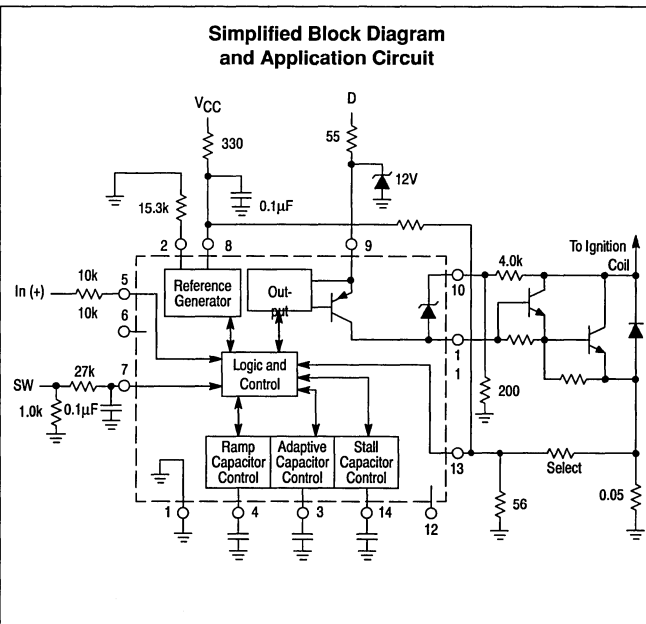 Simplified Block Diagram
and Application Circuit
VCC
D
330
55
12V
0.1μF
15.3k
2
8
9
To Ignition
Coil
4.0k
10
In (+)
10k
5
10k
6
Reference
Generator
Out-
put
1
1
SW
27k
7
1.0k
0.1μF
Logic and
Control
200
Ramp
Capacitor
Control
Adaptive
Capacitor
Control
Stall
Capacitor
Control
13
Select
56
0.05
1
4
3
14
12